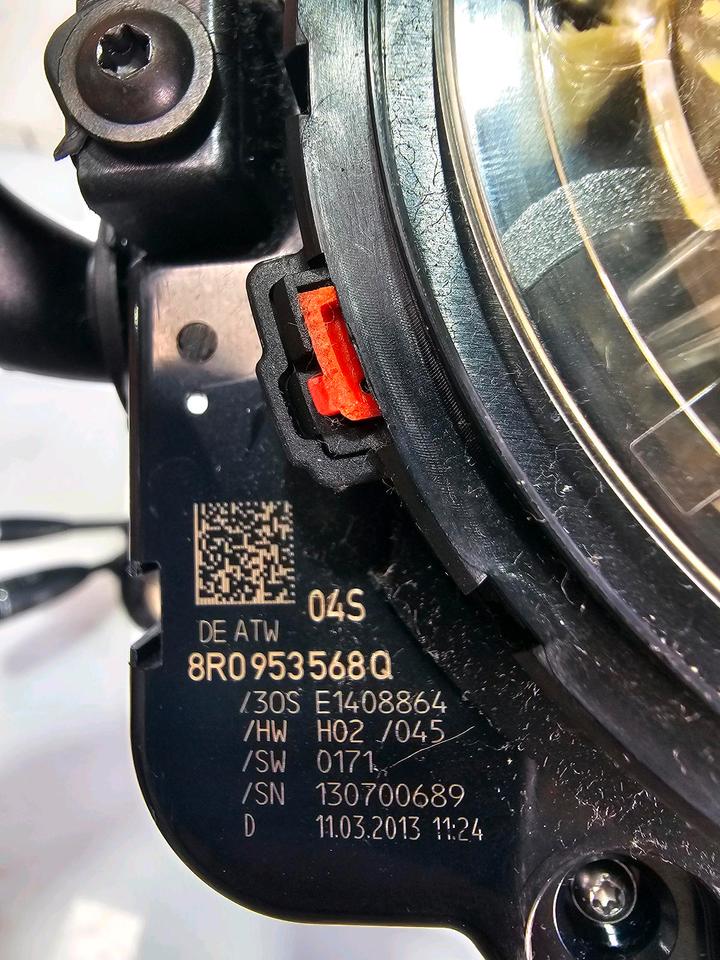 04S
DE ATW
8R0953568Q
/30S E1408864
/HW H02 /045
/SW 0171
/SN 130700689
D 11.03.2013 11:24